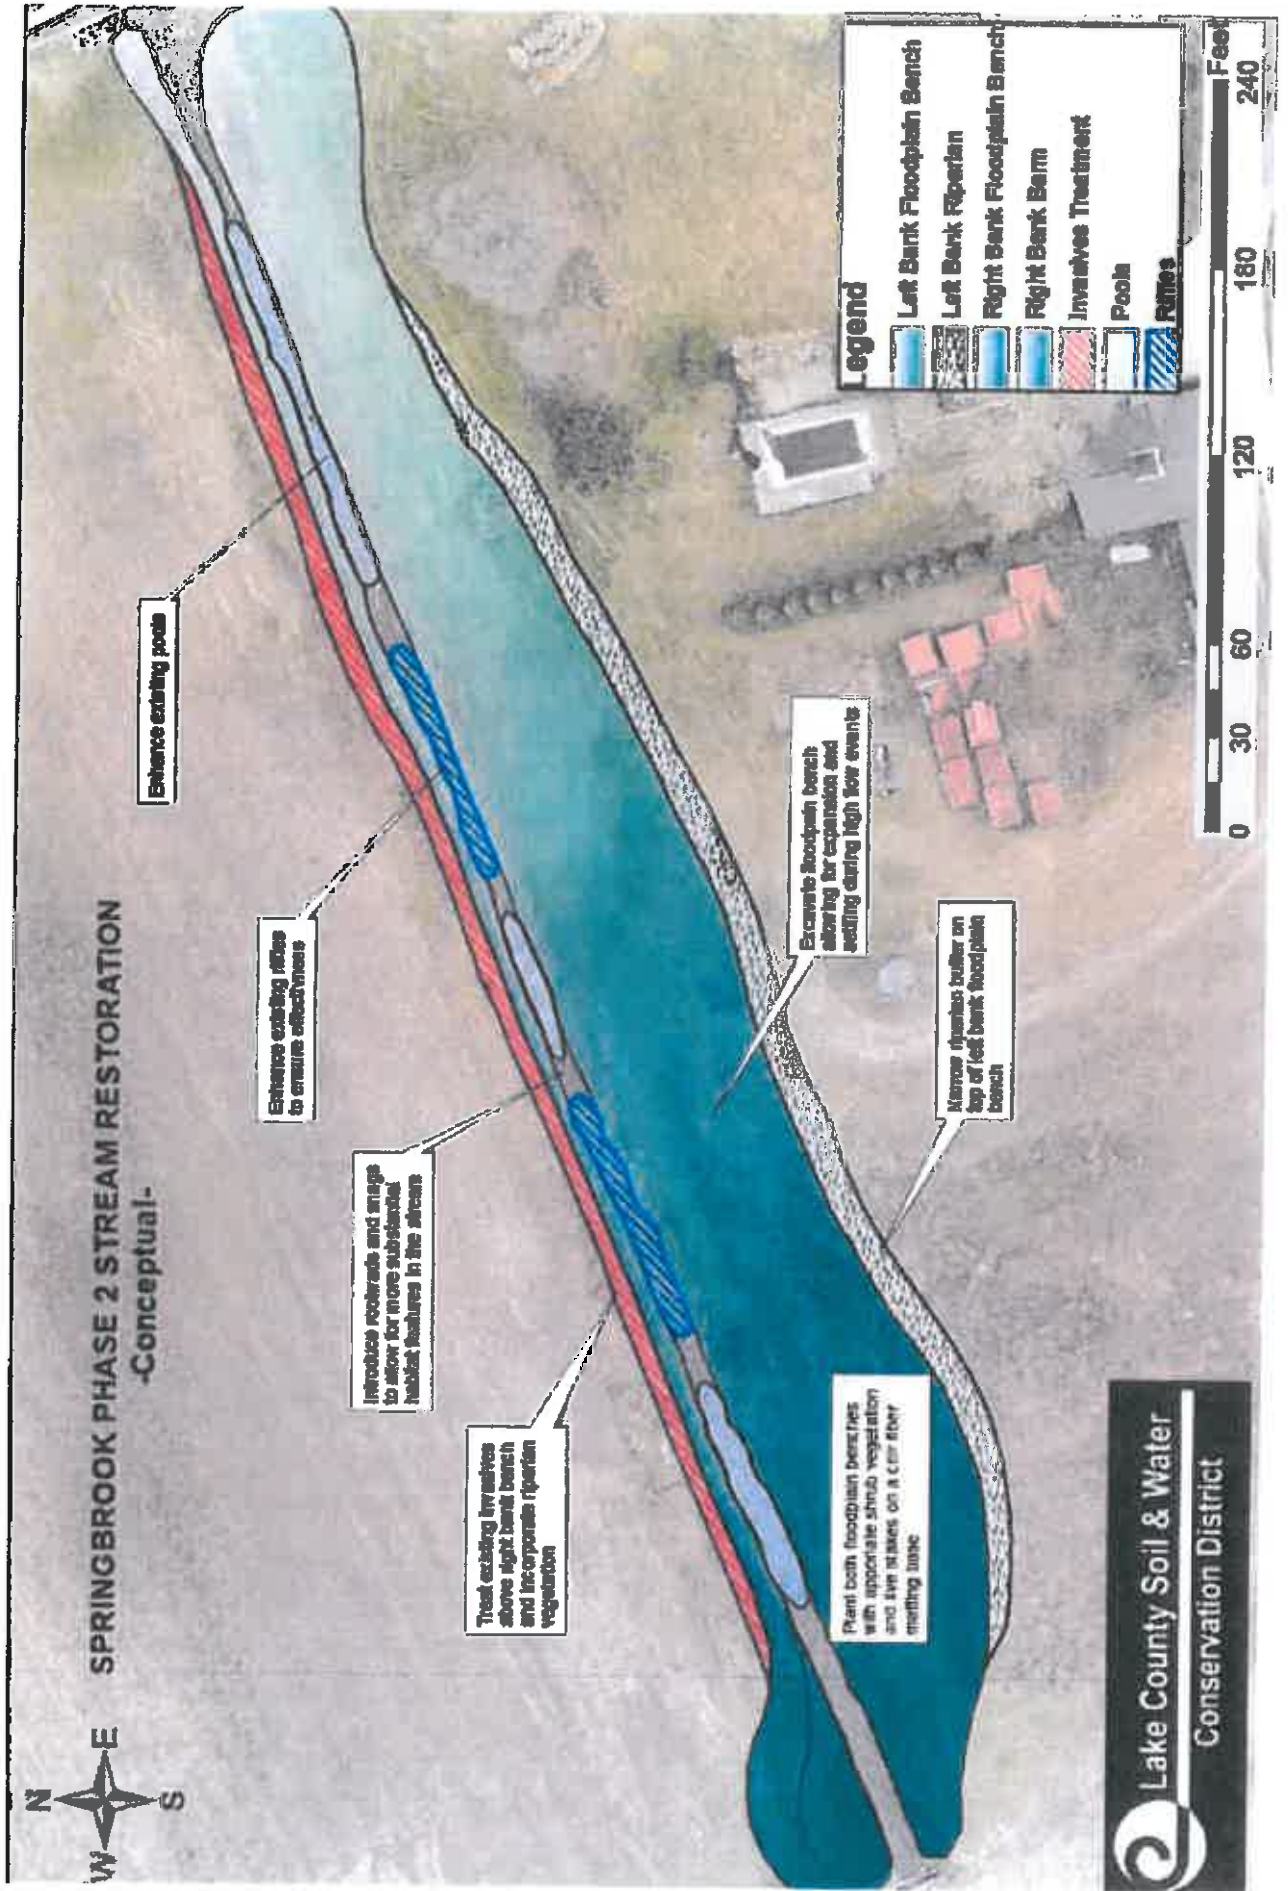 SPRINGBROOK PHASE 2 STREAM RESTORATION
-Conceptual-
N
W
E
S
Enhance existing pools
Enhance existing riffles
to ensure effectiveness
Introduce rootwads and snags
to allow for more substantial
habitat features in the stream
Treat existing invasives
above right bank bench
and incorporate riparian
vegetation
Excavate floodplain bench
allowing for expansion and
settling during high flow events
Narrow riparian buffer on
top of left bank floodplain
bench
Plant both floodplain benches
with approriate shrub vegetation
and live stakes on a coir fiber
matting base
Legend
Left Bank Floodplain Bench
Left Bank Riparian
Right Bank Floodplain Bench
Right Bank Berm
Invasives Treatment
Pools
Riffles
0 30 60 120 180 240
Feet
Lake County Soil & Water
Conservation District